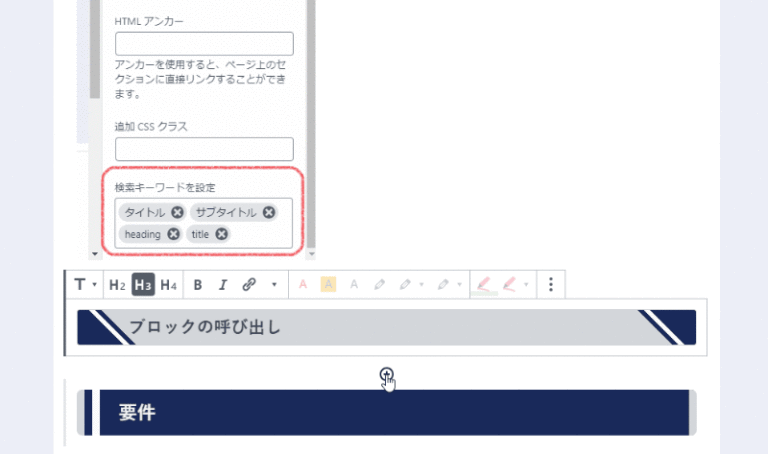 HTML アンカー
アンカーを使用すると、ページ上のセ
クションに直接リンクすることができ
ます。
追加 CSS クラス
検索キーワードを設定
タイトル サブタイトル
heading title
T H2 H3 H4 B I A A A
ブロックの呼び出し
要件